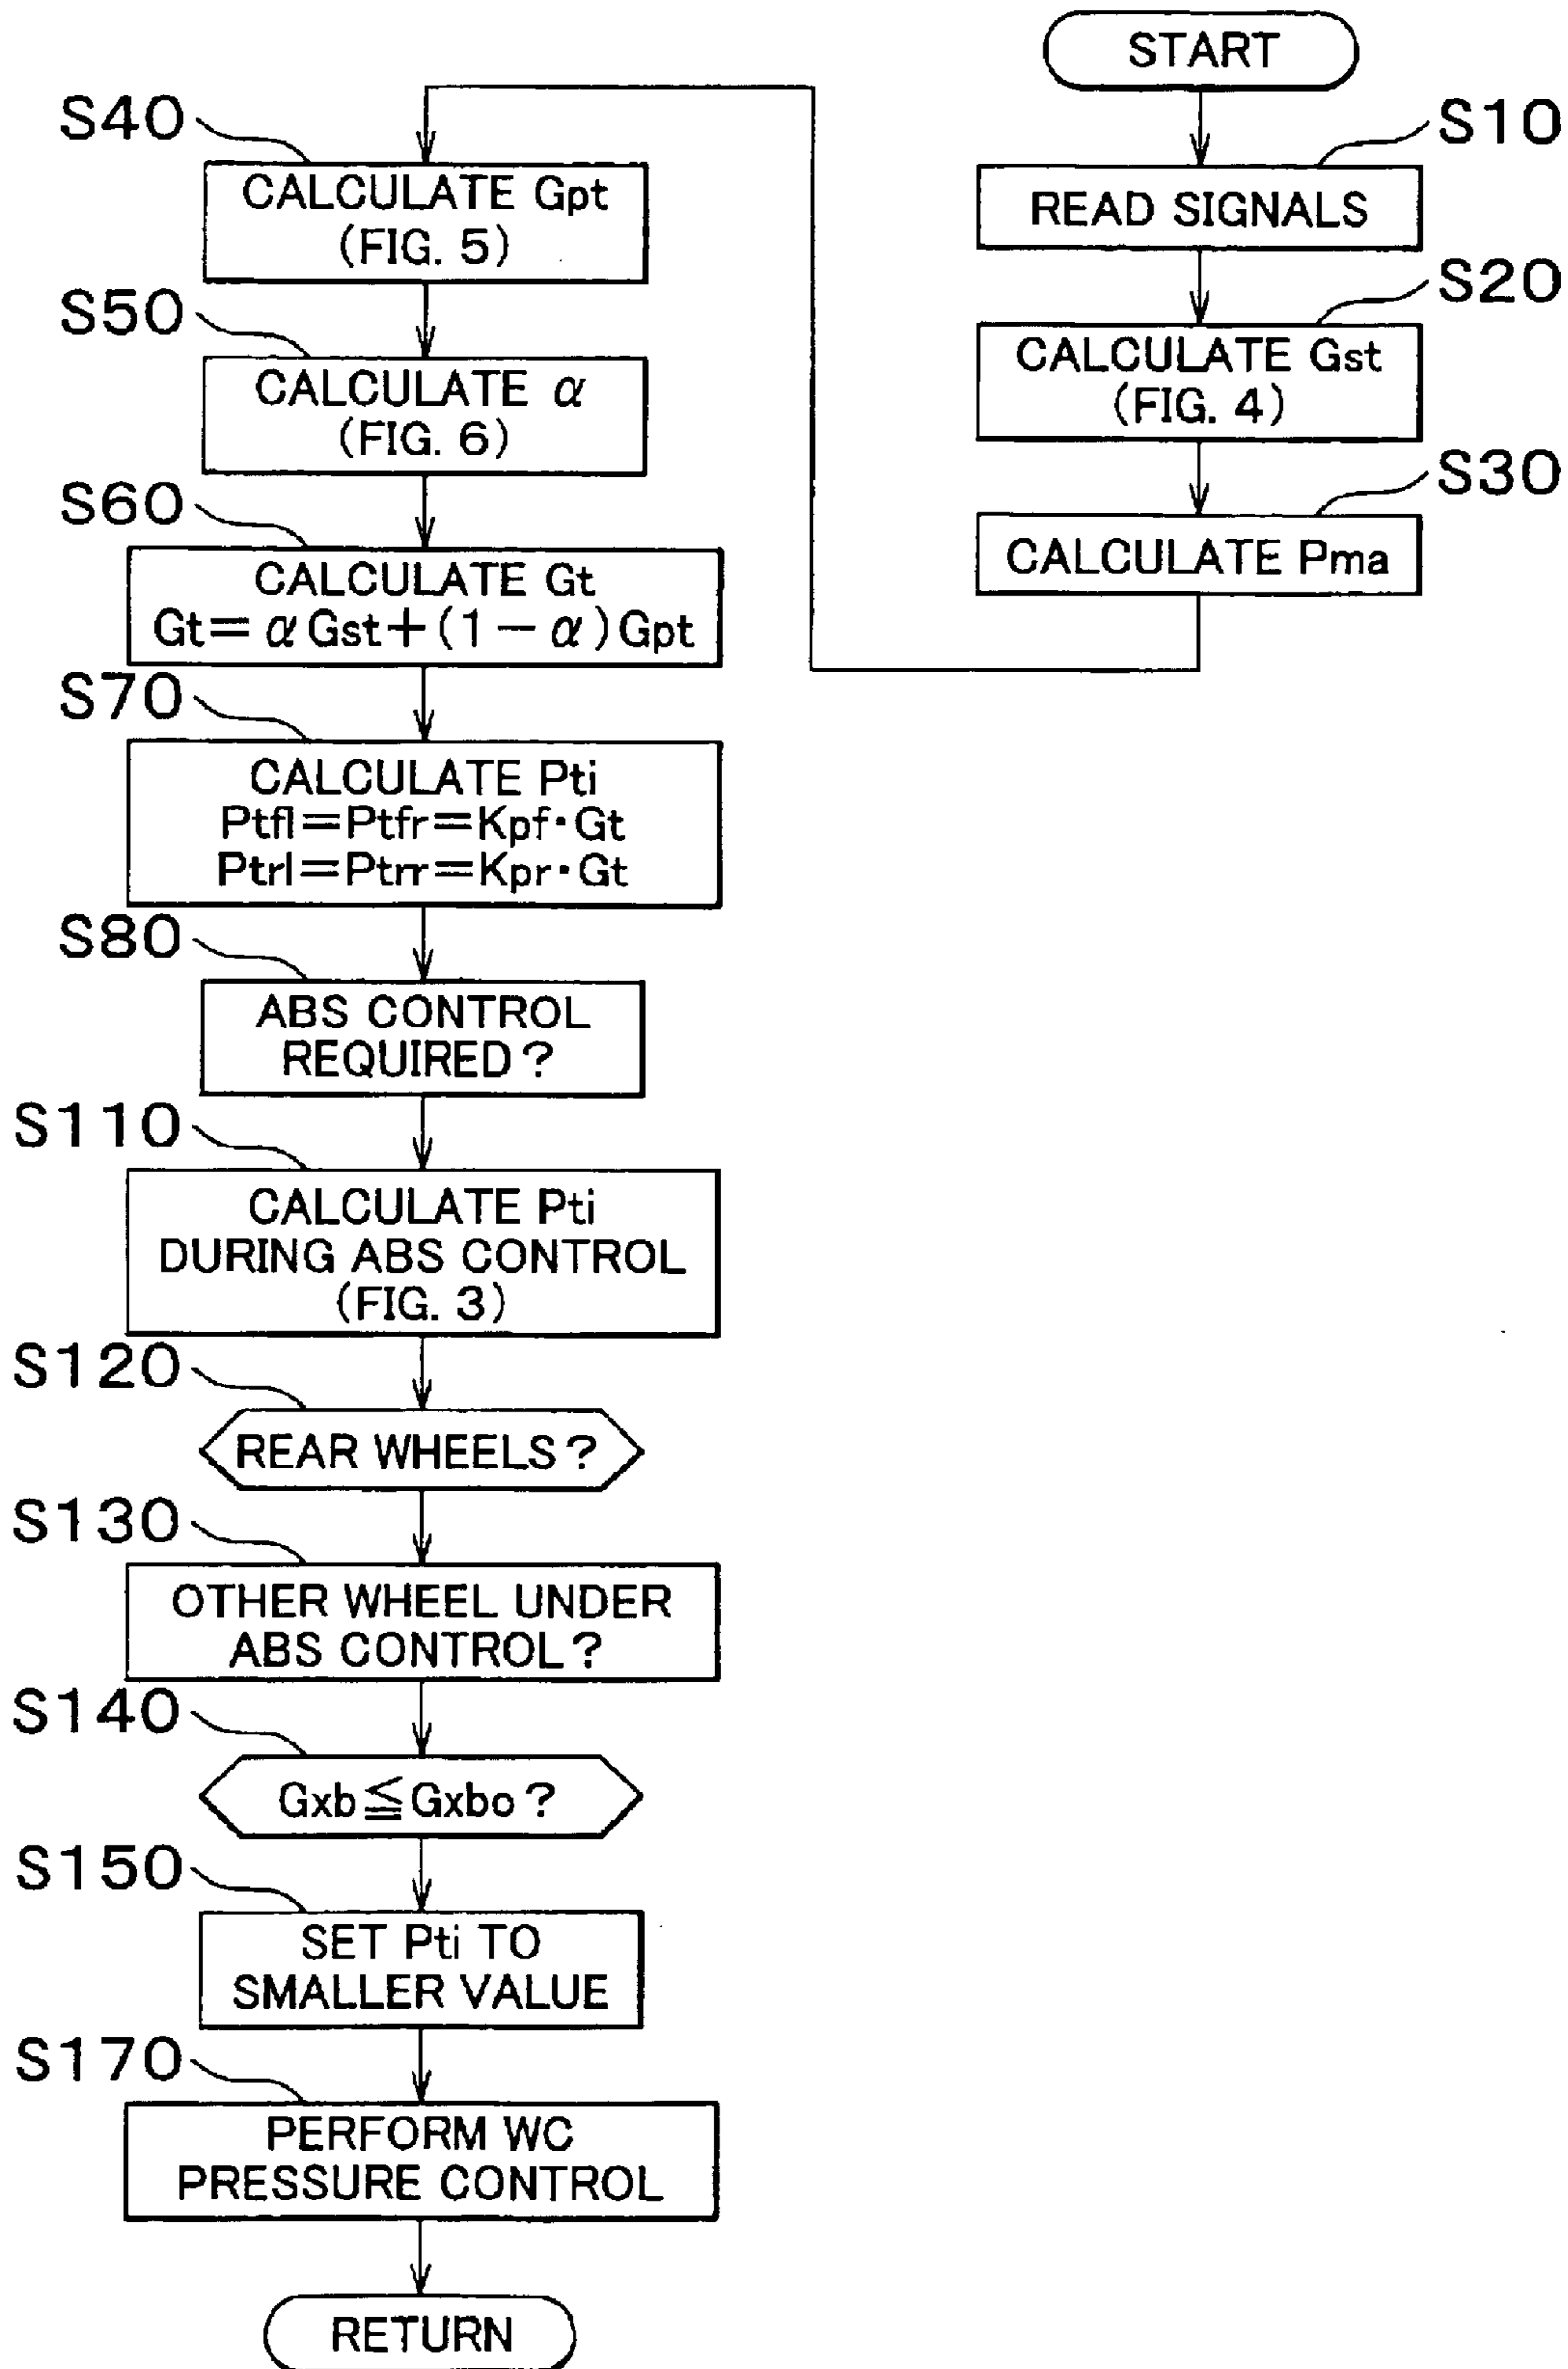 START
S10
READ SIGNALS
S20
CALCULATE Gst
(FIG. 4)
S30
CALCULATE Pma
S40
CALCULATE Gpt
(FIG. 5)
S50
CALCULATE α
(FIG. 6)
S60
CALCULATE Gt
Gt=αGst+(1-α)Gpt
S70
CALCULATE Pti
Ptfl=Ptfr=Kpf·Gt
Ptrl=Ptrr=Kpr·Gt
S80
ABS CONTROL
REQUIRED?
S110
CALCULATE Pti
DURING ABS CONTROL
(FIG. 3)
S120
REAR WHEELS?
S130
OTHER WHEEL UNDER
ABS CONTROL?
S140
Gxb≦Gxbo?
S150
SET Pti TO
SMALLER VALUE
S170
PERFORM WC
PRESSURE CONTROL
RETURN